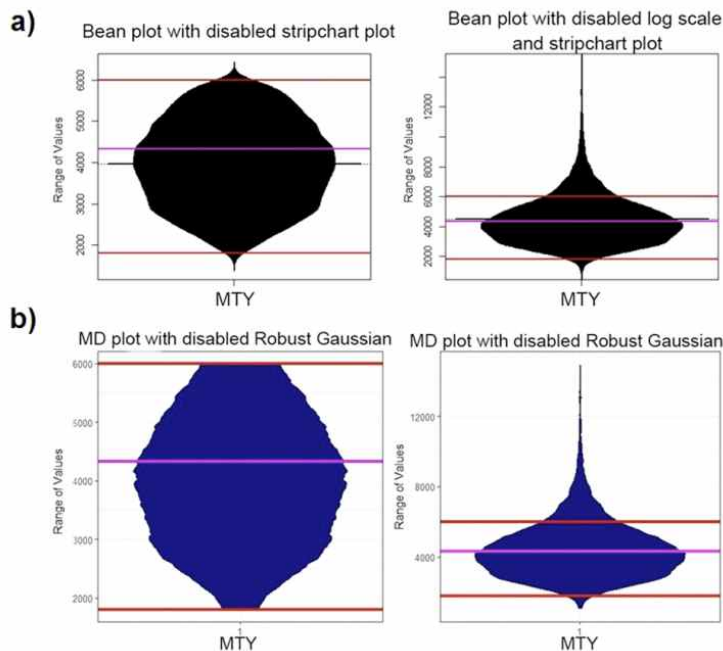 a)
Bean plot with disabled stripchart plot
Bean plot with disabled log scale
and stripchart plot
Range of Values
6000
5000
4000
3000
2000
MTY
Range of Values
12000
8000
6000
4000
2000
MTY
b)
MD plot with disabled Robust Gaussian
MD plot with disabled Robust Gaussian
Range of Values
6000
5000
4000
3000
2000
1
MTY
Range of Values
12000
8000
4000
1
MTY